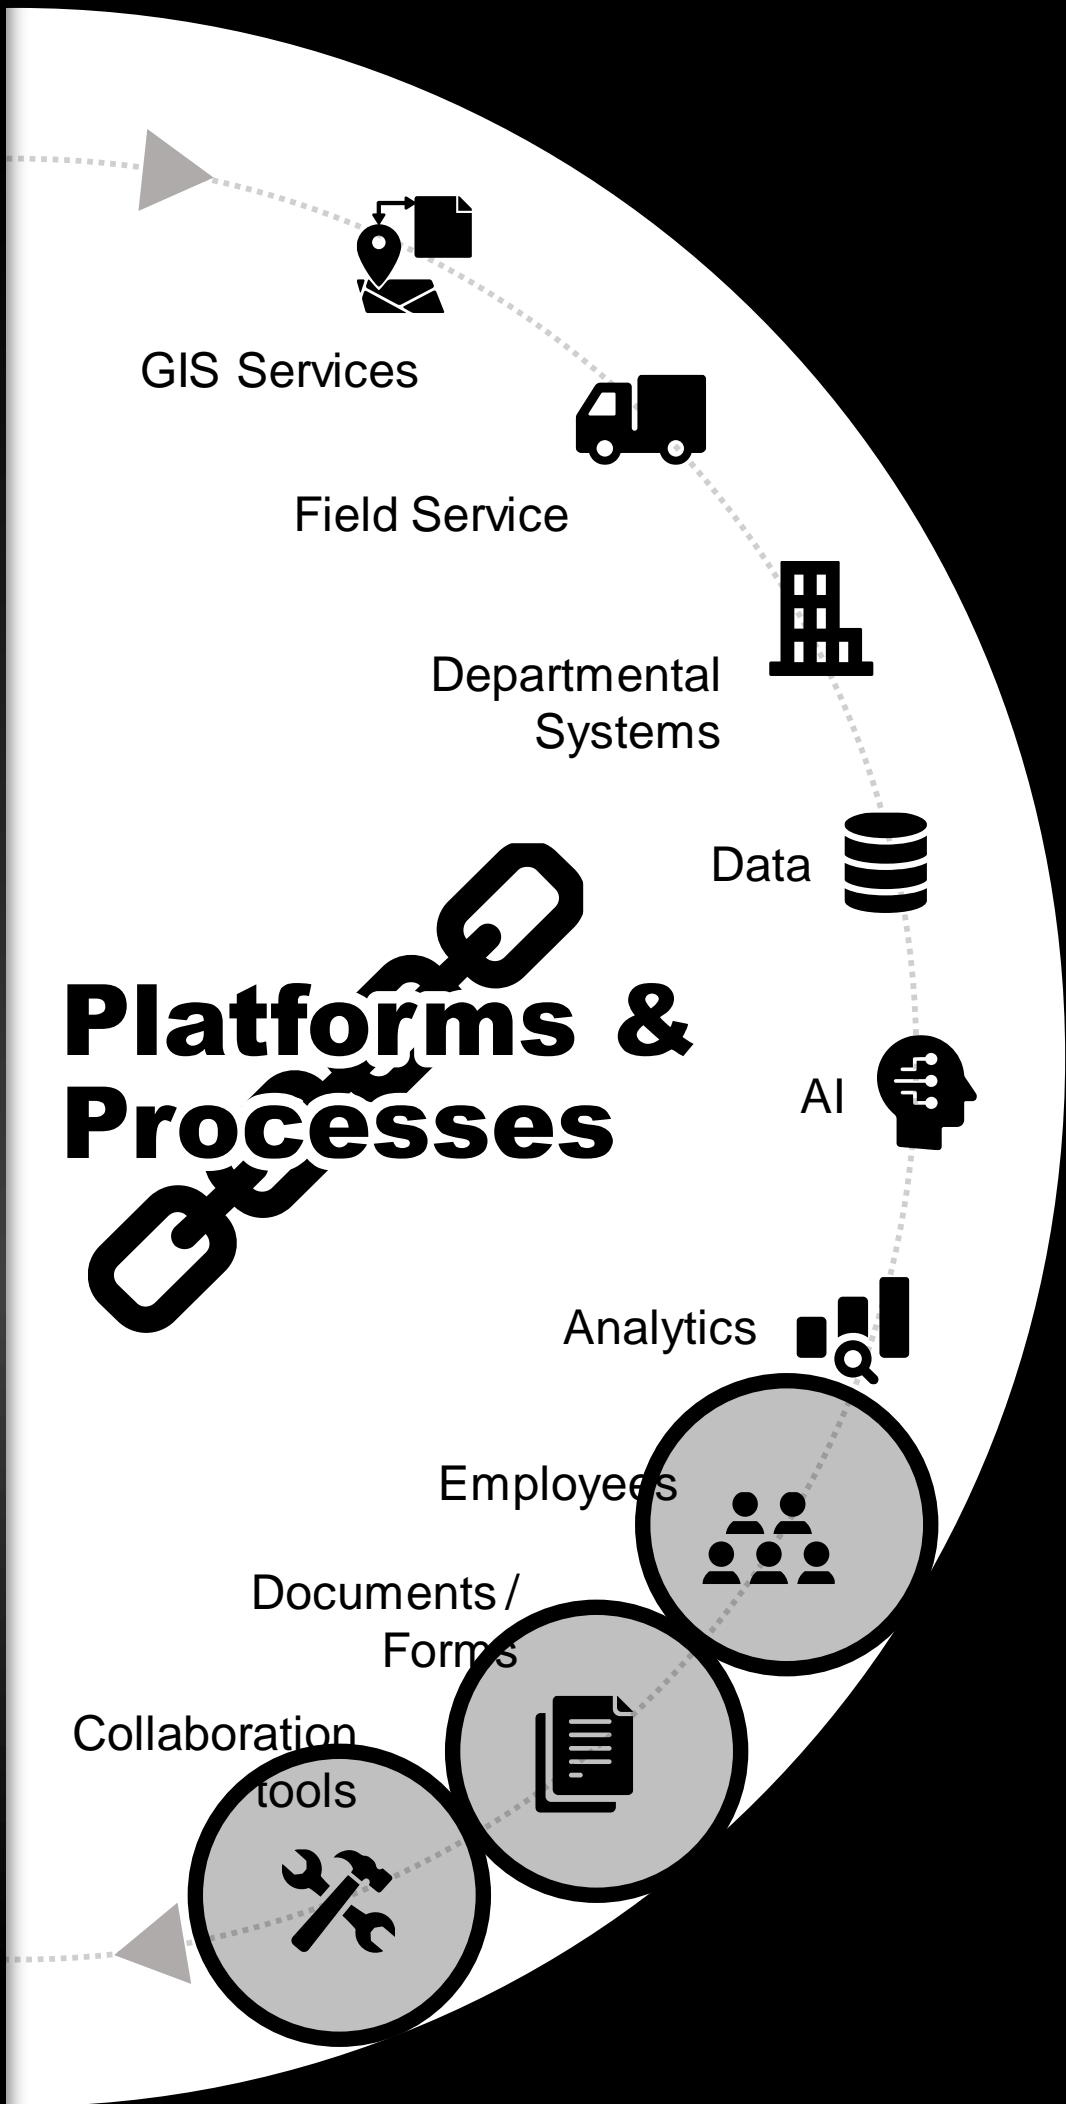 GIS Services
Field Service
Departmental
Systems
Data
Platforms &
Processes
AI
Analytics
Employees
Documents /
Forms
Collaboration
tools